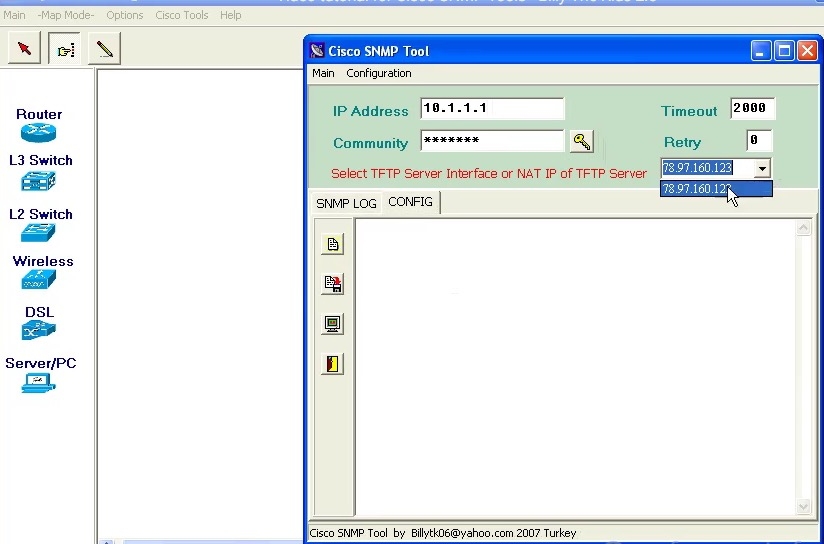 Main -Map Mode- Options Cisco Tools Help
Cisco SNMP Tool
Main Configuration
IP Address 10.1.1.1 Timeout 2000
Community ******* Retry 0
Select TFTP Server Interface or NAT IP of TFTP Server 78.97.160.123
78.97.160.123
SNMP LOG CONFIG
Router
L3 Switch
L2 Switch
Wireless
DSL
Server/PC
Cisco SNMP Tool by Billytk06@yahoo.com 2007 Turkey